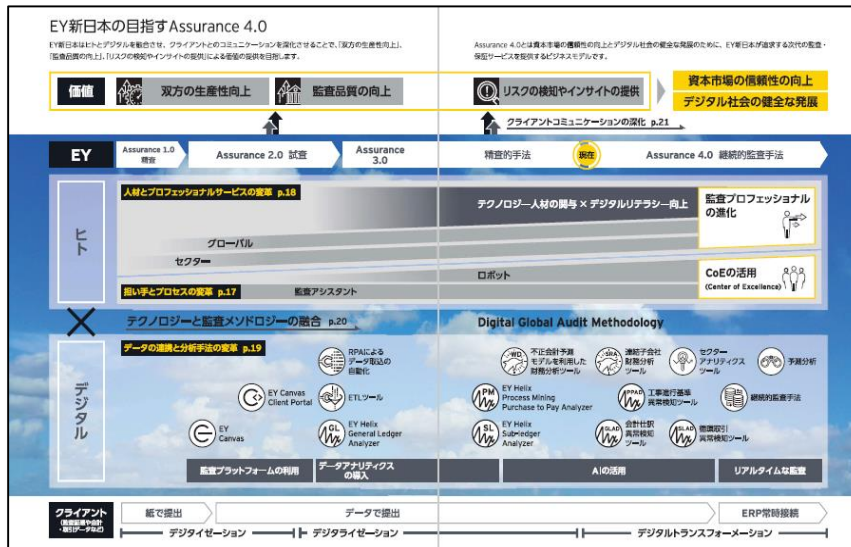 EY新日本の目指すAssurance 4.0
EY新日本はヒトとデジタルを融合させ、クライアントとのコミュニケーションを深化させることで、「双方の生産性向上」、
「監査品質の向上」、「リスクの検知やインサイトの提供」による価値の提供を目指します。
Assurance 4.0とは資本市場の信頼性の向上とデジタル社会の健全な発展のために、EY新日本が追求する次代の監査・
保証サービスを提供するビジネスモデルです。
価値
双方の生産性向上
監査品質の向上
リスクの検知やインサイトの提供
資本市場の信頼性の向上
デジタル社会の健全な発展
クライアントコミュニケーションの深化 p.21
EY
Assurance 1.0
精査
Assurance 2.0 試査
Assurance
3.0
精査的手法
現在
Assurance 4.0 継続的監査手法
ヒト
人材とプロフェッショナルサービスの変革 p.18
テクノロジー人材の関与 × デジタルリテラシー向上
監査プロフェッショナル
の進化
グローバル
セクター
ロボット
CoEの活用
(Center of Excellence)
担い手とプロセスの変革 p.17
監査アシスタント
テクノロジーと監査メソドロジーの融合 p.20
Digital Global Audit Methodology
デジタル
データの連携と分析手法の変革 p.19
RPAによる
データ取込の
自動化
不正会計予測
モデルを利用した
財務分析ツール
SRA
連結子会社
財務分析
ツール
セクター
アナリティクス
ツール
予測分析
EY Canvas
Client Portal
ETLツール
PM
EY Helix
Process Mining
Purchase to Pay Analyzer
PPAD
工事進行基準
異常検知ツール
継続的監査手法
EY
Canvas
GL
EY Helix
General Ledger
Analyzer
SL
EY Helix
Sub-ledger
Analyzer
GLAD
会計仕訳
異常検知
ツール
SLAD
補助元帳取引
異常検知ツール
監査プラットフォームの利用
データアナリティクス
の導入
AIの活用
リアルタイムな監査
クライアント
紙で提出
データで提出
ERP常時接続
デジタイゼーション
デジタライゼーション
デジタルトランスフォーメーション